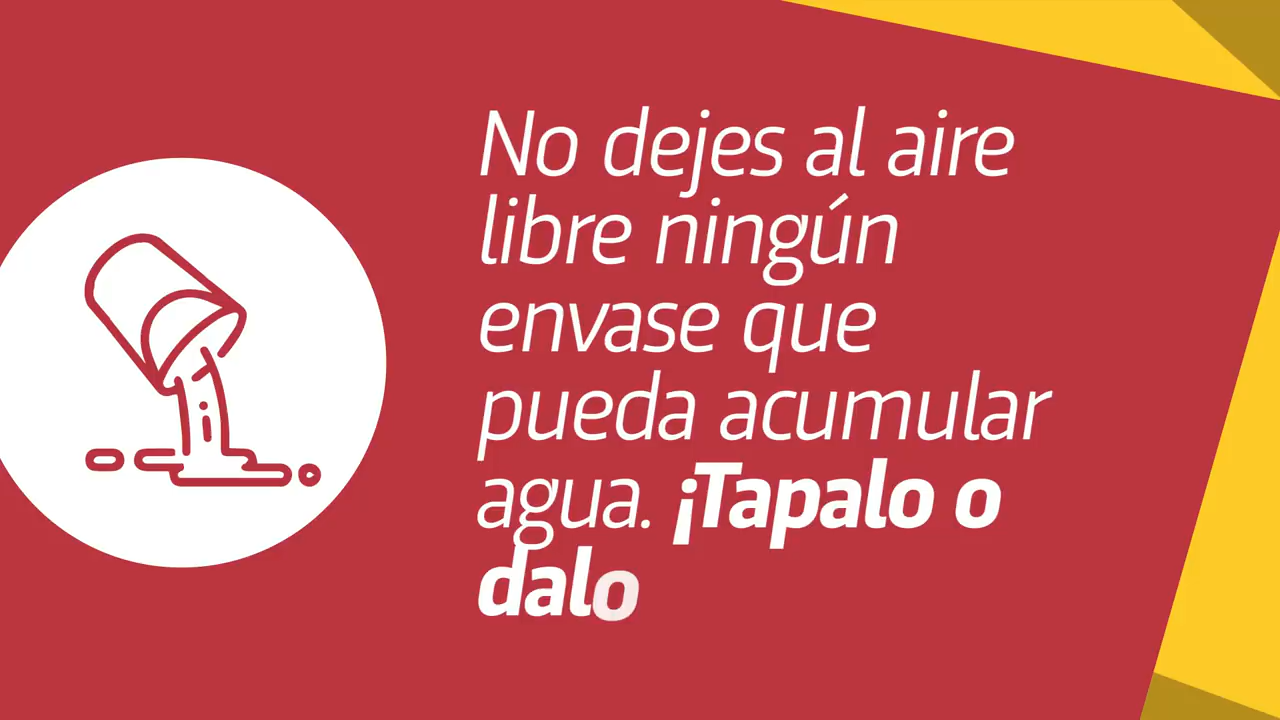 No dejes al aire
libre ningún
envase que
pueda acumular
agua. ¡Tapalo o
dalo